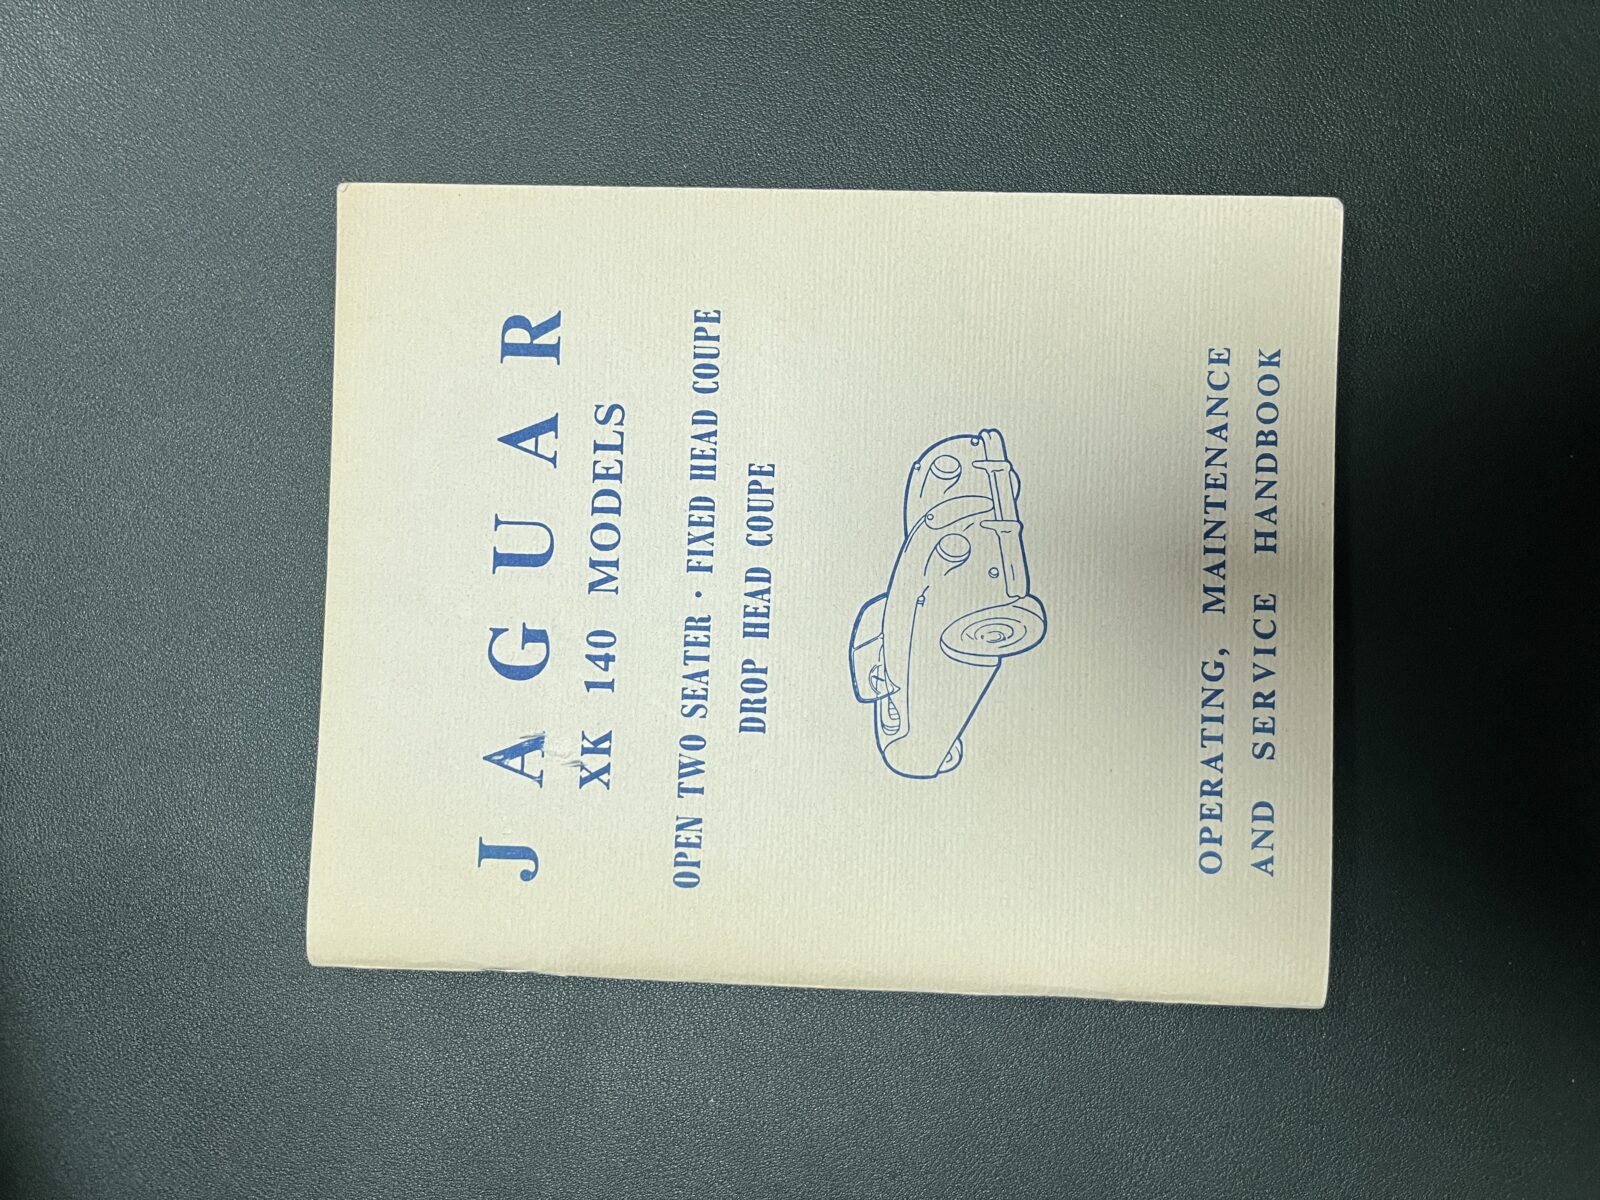 JAGUAR
XK 140 MODELS
OPEN TWO SEATER · FIXED HEAD COUPE
DROP HEAD COUPE
OPERATING, MAINTENANCE
AND SERVICE HANDBOOK